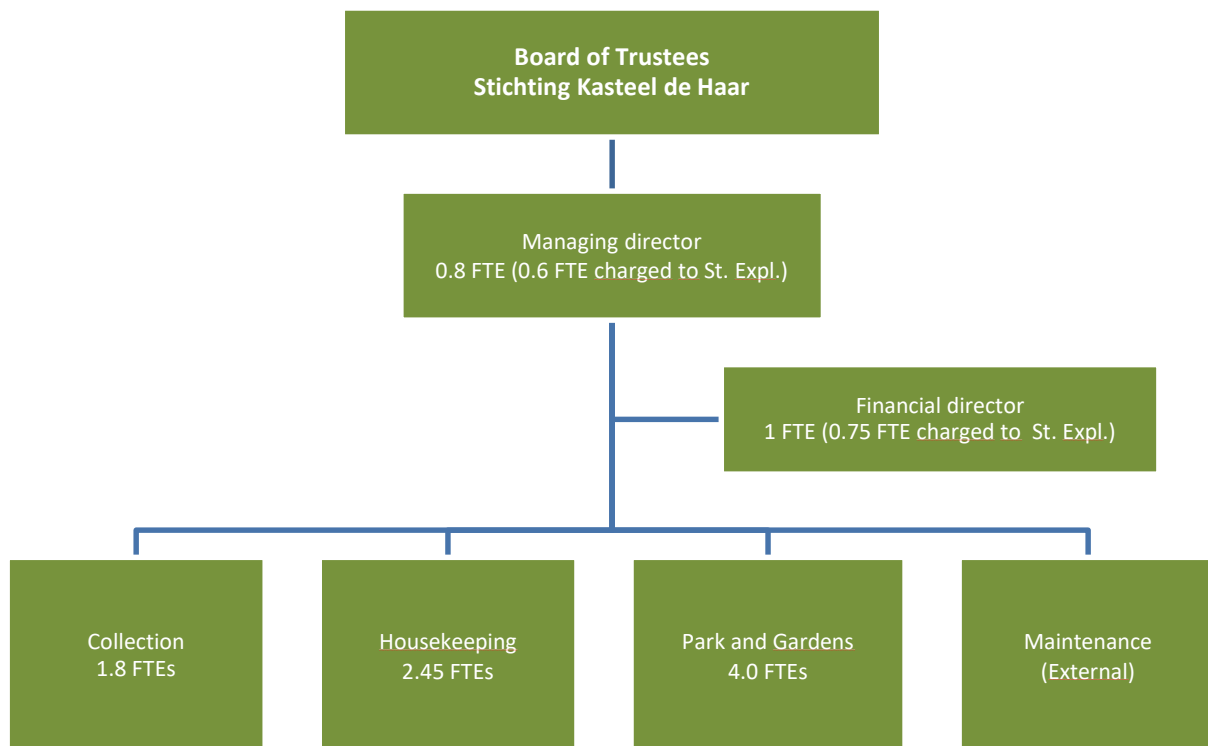 Board of Trustees
Stichting Kasteel de Haar
Managing director
0.8 FTE (0.6 FTE charged to St. Expl.)
Financial director
1 FTE (0.75 FTE charged to  St. Expl.)
Collection
1.8 FTEs
Housekeeping
2.45 FTEs
Park and Gardens
4.0 FTEs
Maintenance
(External)